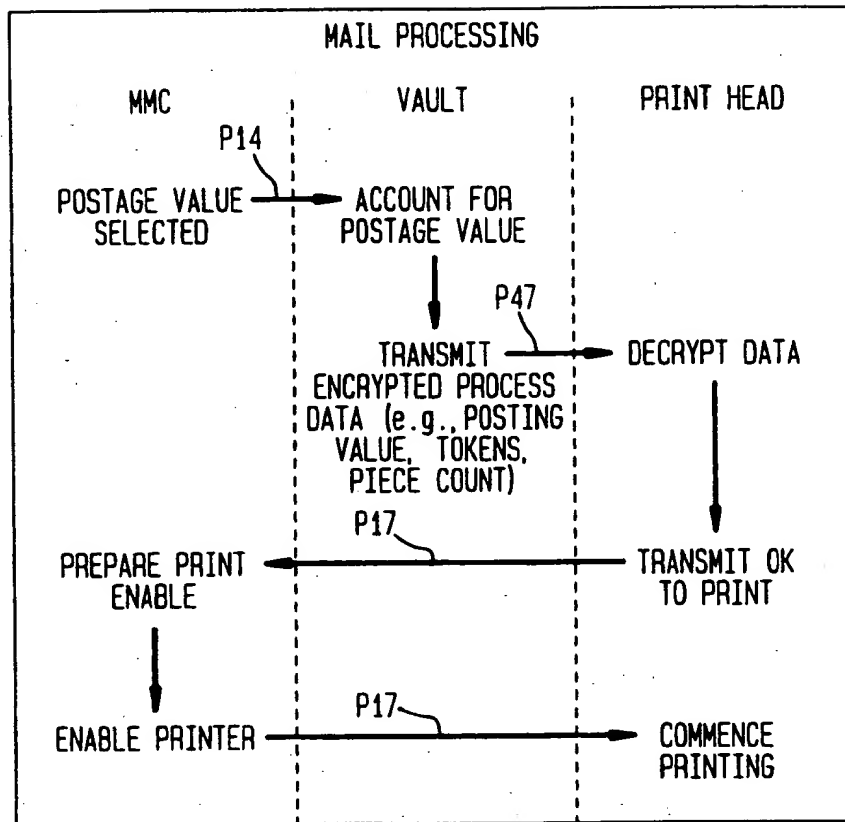 MAIL PROCESSING
MMC
VAULT
PRINT HEAD
P14
POSTAGE VALUE
SELECTED
ACCOUNT FOR
POSTAGE VALUE
P47
TRANSMIT
ENCRYPTED PROCESS
DATA (e.g., POSTING
VALUE, TOKENS,
PIECE COUNT)
DECRYPT DATA
P17
PREPARE PRINT
ENABLE
TRANSMIT OK
TO PRINT
P17
ENABLE PRINTER
COMMENCE
PRINTING